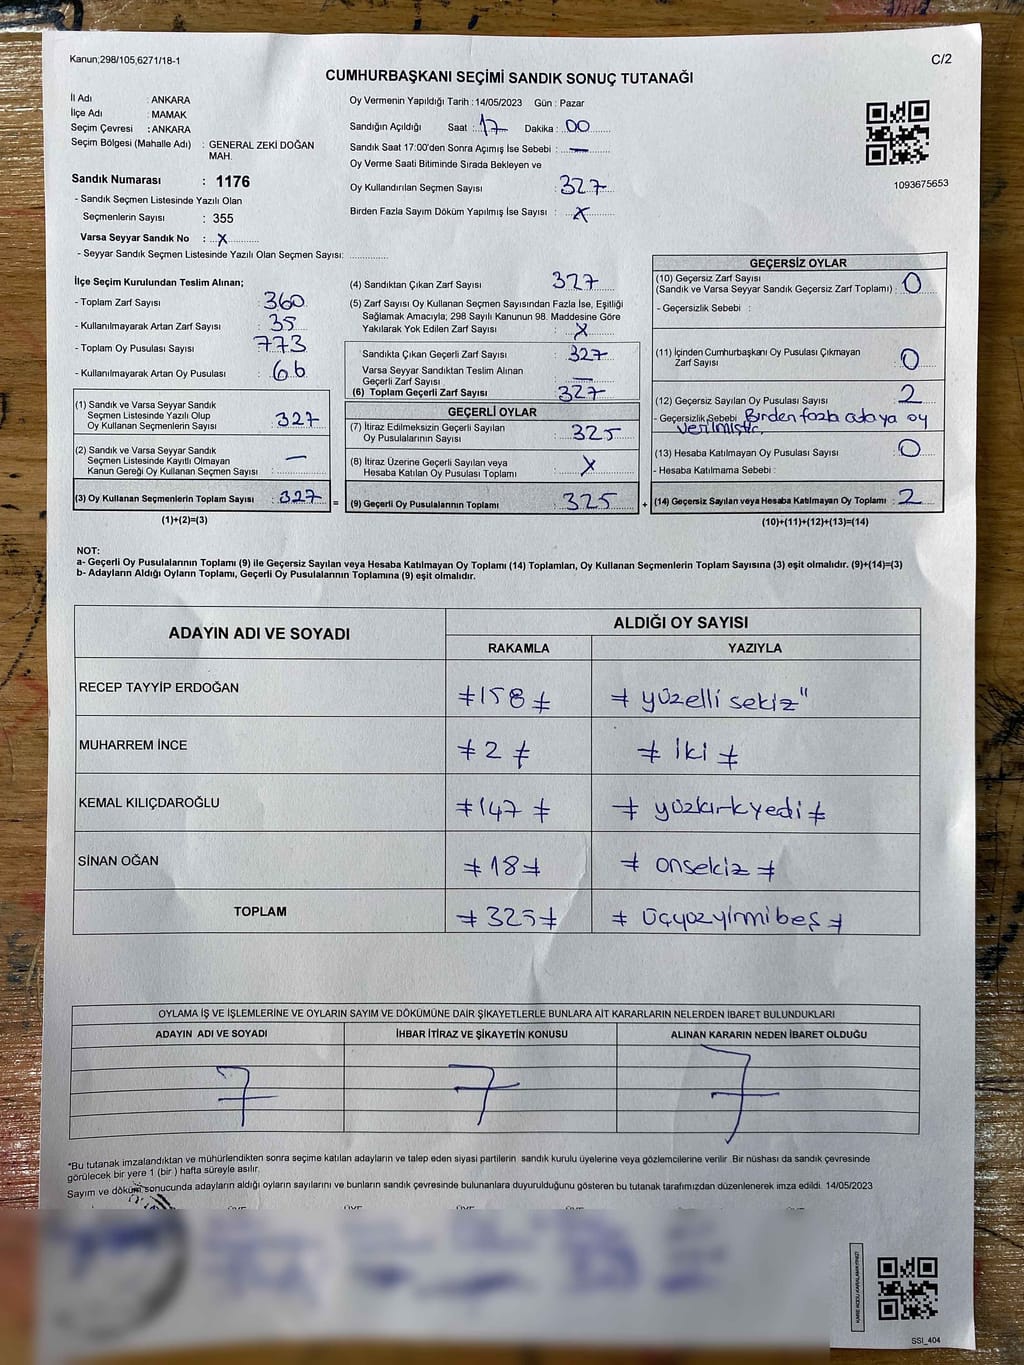 Kanun;298/105,6271/18-1
C/2
CUMHURBAŞKANI SEÇİMİ SANDIK SONUÇ TUTANAĞI
İl Adı : ANKARA
İlçe Adı : MAMAK
Seçim Çevresi : ANKARA
Seçim Bölgesi (Mahalle Adı) : GENERAL ZEKİ DOĞAN
MAH.
Sandık Numarası : 1176
- Sandık Seçmen Listesinde Yazılı Olan
Seçmenlerin Sayısı : 355
Varsa Seyyar Sandık No : X
- Seyyar Sandık Seçmen Listesinde Yazılı Olan Seçmen Sayısı:
Oy Vermenin Yapıldığı Tarih : 14/05/2023 Gün : Pazar
Sandığın Açıldığı Saat : 17 Dakika : 00
Sandık Saat 17:00'den Sonra Açımış İse Sebebi : —
Oy Verme Saati Bitiminde Sırada Bekleyen ve
Oy Kullandırılan Seçmen Sayısı : 327
Birden Fazla Sayım Döküm Yapılmış İse Sayısı : X
1093675653
İlçe Seçim Kurulundan Teslim Alınan;
- Toplam Zarf Sayısı : 360
- Kullanılmayarak Artan Zarf Sayısı : 35
- Toplam Oy Pusulası Sayısı : 773
- Kullanılmayarak Artan Oy Pusulası : 66
(1) Sandık ve Varsa Seyyar Sandık
Seçmen Listesinde Yazılı Olup
Oy Kullanan Seçmenlerin Sayısı : 327
(2) Sandık ve Varsa Seyyar Sandık
Seçmen Listesinde Kayıtlı Olmayan
Kanun Gereği Oy Kullanan Seçmen Sayısı : —
(3) Oy Kullanan Seçmenlerin Toplam Sayısı : 327 =
(1)+(2)=(3)
(4) Sandıktan Çıkan Zarf Sayısı : 327
(5) Zarf Sayısı Oy Kullanan Seçmen Sayısından Fazla İse, Eşitliği
Sağlamak Amacıyla; 298 Sayılı Kanunun 98. Maddesine Göre
Yakılarak Yok Edilen Zarf Sayısı : X
Sandıkta Çıkan Geçerli Zarf Sayısı : 327
Varsa Seyyar Sandıktan Teslim Alınan
Geçerli Zarf Sayısı : —
(6) Toplam Geçerli Zarf Sayısı : 327
GEÇERLİ OYLAR
(7) İtiraz Edilmeksizin Geçerli Sayılan
Oy Pusulalarının Sayısı : 325
(8) İtiraz Üzerine Geçerli Sayılan veya
Hesaba Katılan Oy Pusulası Toplamı : X
(9) Geçerli Oy Pusulalarının Toplamı : 325 +
GEÇERSİZ OYLAR
(10) Geçersiz Zarf Sayısı
(Sandık ve Varsa Seyyar Sandık Geçersiz Zarf Toplamı) : 0
- Geçersizlik Sebebi :
(11) İçinden Cumhurbaşkanı Oy Pusulası Çıkmayan
Zarf Sayısı : 0
(12) Geçersiz Sayılan Oy Pusulası Sayısı : 2
- Geçersizlik Sebebi Birden fazla adaya oy
verilmiştir.
(13) Hesaba Katılmayan Oy Pusulası Sayısı : 0
- Hesaba Katılmama Sebebi :
(14) Geçersiz Sayılan veya Hesaba Katılmayan Oy Toplamı : 2
(10)+(11)+(12)+(13)=(14)
NOT:
a- Geçerli Oy Pusulalarının Toplamı (9) ile Geçersiz Sayılan veya Hesaba Katılmayan Oy Toplamı (14) Toplamları, Oy Kullanan Seçmenlerin Toplam Sayısına (3) eşit olmalıdır. (9)+(14)=(3)
b- Adayların Aldığı Oyların Toplamı, Geçerli Oy Pusulalarının Toplamına (9) eşit olmalıdır.
ADAYIN ADI VE SOYADI
ALDIĞI OY SAYISI
RAKAMLA YAZIYLA
RECEP TAYYİP ERDOĞAN ≠158≠ ≠ yüzelli sekiz"
MUHARREM İNCE ≠2≠ ≠ iki ≠
KEMAL KILIÇDAROĞLU ≠147≠ ≠ yüzkırkyedi ≠
SİNAN OĞAN ≠18≠ ≠ onsekiz ≠
TOPLAM ≠325≠ ≠ üçyüzyirmibeş ≠
OYLAMA İŞ VE İŞLEMLERİNE VE OYLARIN SAYIM VE DÖKÜMÜNE DAİR ŞİKAYETLERLE BUNLARA AİT KARARLARIN NELERDEN İBARET BULUNDUKLARI
ADAYIN ADI VE SOYADI İHBAR İTİRAZ VE ŞİKAYETİN KONUSU ALINAN KARARIN NEDEN İBARET OLDUĞU
*Bu tutanak imzalandıktan ve mühürlendikten sonra seçime katılan adayların ve talep eden siyasi partilerin sandık kurulu üyelerine veya gözlemcilerine verilir. Bir nüshası da sandık çevresinde
görülecek bir yere 1 (bir ) hafta süreyle asılır.
Sayım ve döküm sonucunda adayların aldığı oyların sayılarını ve bunların sandık çevresinde bulunanlara duyurulduğunu gösteren bu tutanak tarafımızdan düzenlenerek imza edildi. 14/05/2023
KARE KODU KARALAMAYINIZ!
SSI_404